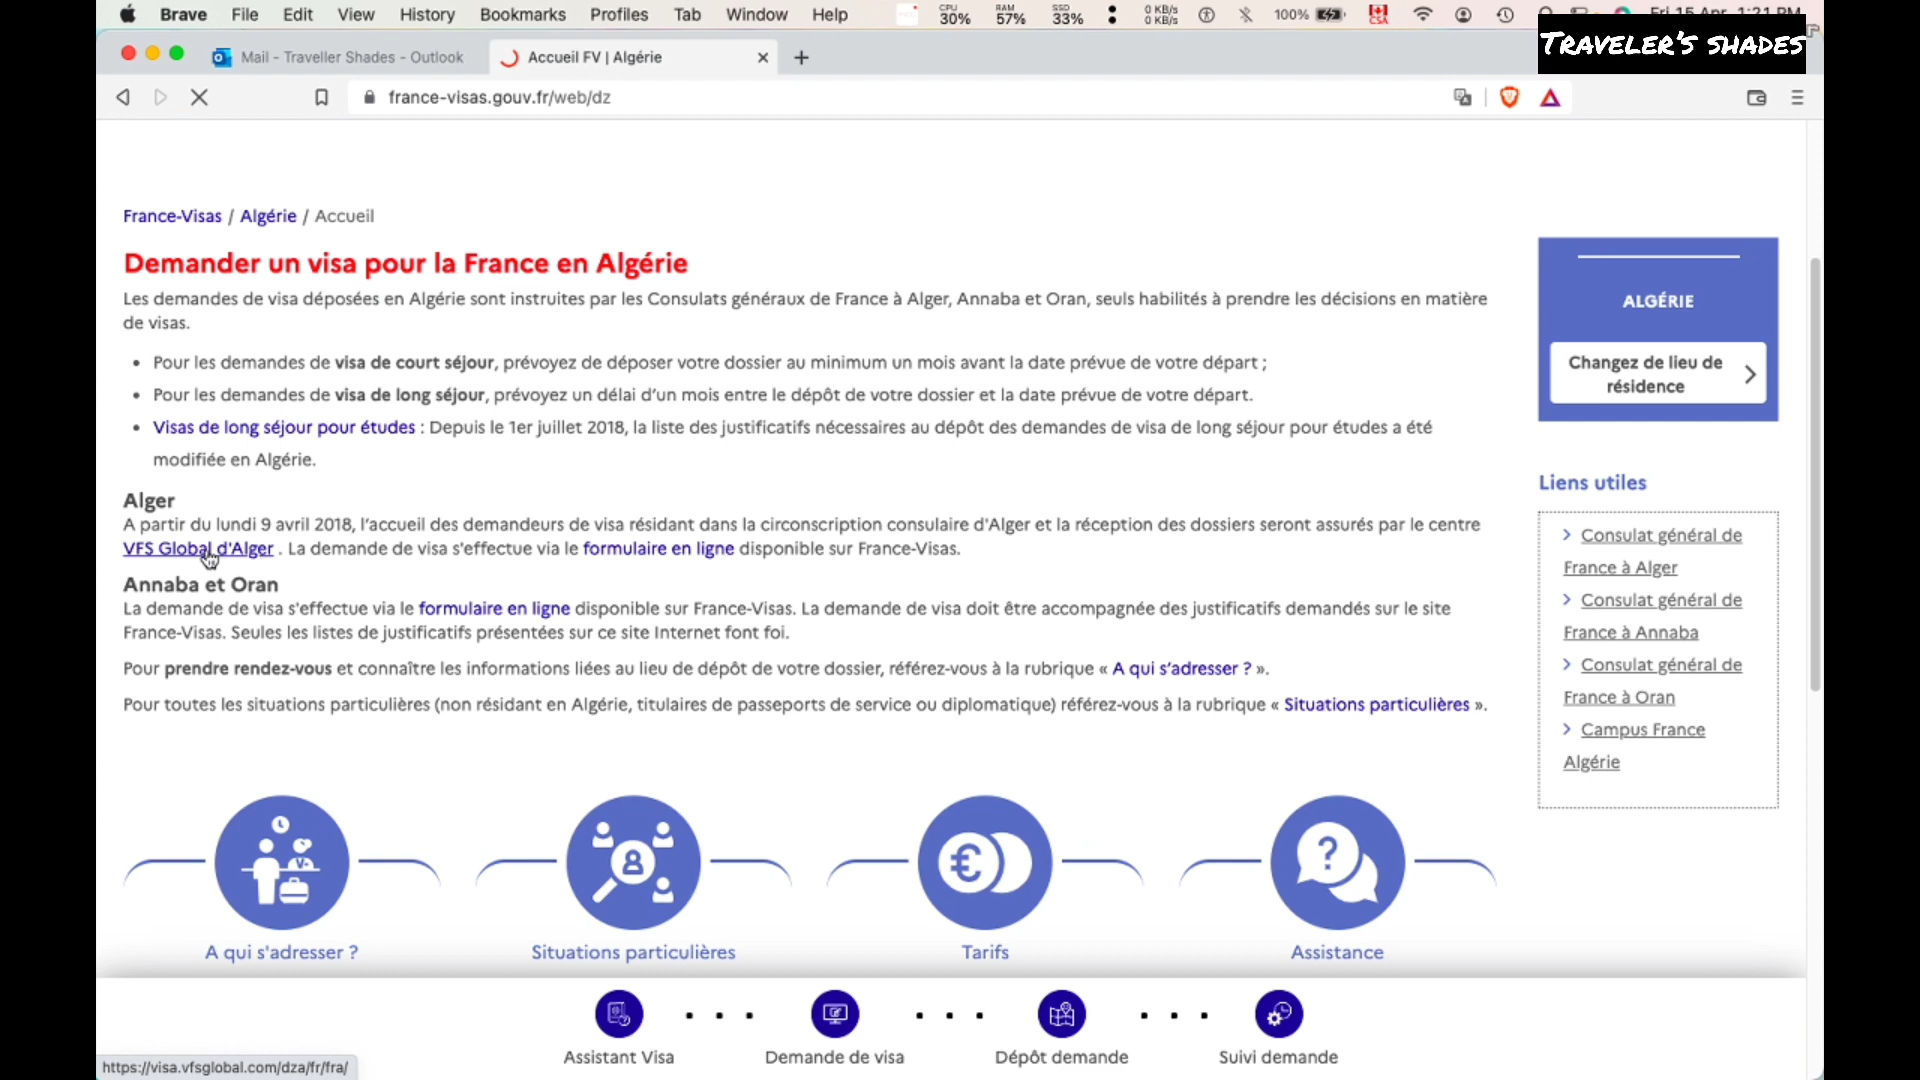 Brave File Edit View History Bookmarks Profiles Tab Window Help CPU 30% RAM 57% SSD 33% 0 KB/s 0 KB/s 100% CSA Fri 15 Apr 1:21 PM
Traveler's shades
Mail - Traveller Shades - Outlook
Accueil FV | Algérie
france-visas.gouv.fr/web/dz
France-Visas / Algérie / Accueil
Demander un visa pour la France en Algérie
Les demandes de visa déposées en Algérie sont instruites par les Consulats généraux de France à Alger, Annaba et Oran, seuls habilités à prendre les décisions en matière
de visas.
• Pour les demandes de visa de court séjour, prévoyez de déposer votre dossier au minimum un mois avant la date prévue de votre départ ;
• Pour les demandes de visa de long séjour, prévoyez un délai d'un mois entre le dépôt de votre dossier et la date prévue de votre départ.
• Visas de long séjour pour études : Depuis le 1er juillet 2018, la liste des justificatifs nécessaires au dépôt des demandes de visa de long séjour pour études a été
modifiée en Algérie.
Alger
A partir du lundi 9 avril 2018, l'accueil des demandeurs de visa résidant dans la circonscription consulaire d'Alger et la réception des dossiers seront assurés par le centre
VFS Global d'Alger . La demande de visa s'effectue via le formulaire en ligne disponible sur France-Visas.
Annaba et Oran
La demande de visa s'effectue via le formulaire en ligne disponible sur France-Visas. La demande de visa doit être accompagnée des justificatifs demandés sur le site
France-Visas. Seules les listes de justificatifs présentées sur ce site Internet font foi.
Pour prendre rendez-vous et connaître les informations liées au lieu de dépôt de votre dossier, référez-vous à la rubrique « A qui s'adresser ? ».
Pour toutes les situations particulières (non résidant en Algérie, titulaires de passeports de service ou diplomatique) référez-vous à la rubrique « Situations particulières ».
ALGÉRIE
Changez de lieu de
résidence
Liens utiles
Consulat général de
France à Alger
Consulat général de
France à Annaba
Consulat général de
France à Oran
Campus France
Algérie
A qui s'adresser ?
Situations particulières
Tarifs
Assistance
Assistant Visa
Demande de visa
Dépôt demande
Suivi demande
https://visa.vfsglobal.com/dza/fr/fra/